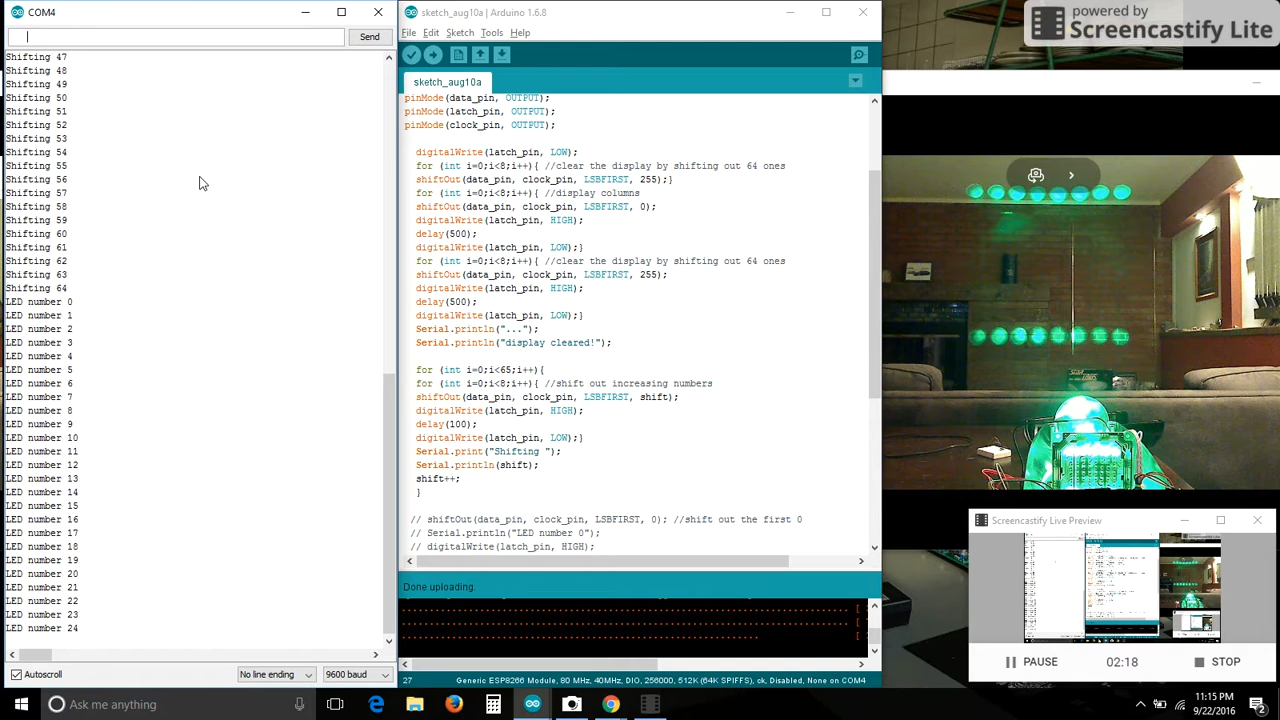 COM4
Send
Shifting 47
Shifting 48
Shifting 49
Shifting 50
Shifting 51
Shifting 52
Shifting 53
Shifting 54
Shifting 55
Shifting 56
Shifting 57
Shifting 58
Shifting 59
Shifting 60
Shifting 61
Shifting 62
Shifting 63
Shifting 64
LED number 0
LED number 1
LED number 2
LED number 3
LED number 4
LED number 5
LED number 6
LED number 7
LED number 8
LED number 9
LED number 10
LED number 11
LED number 12
LED number 13
LED number 14
LED number 15
LED number 16
LED number 17
LED number 18
LED number 19
LED number 20
LED number 21
LED number 22
LED number 23
LED number 24
Autoscroll
No line ending
9600 baud
sketch_aug10a | Arduino 1.6.8
File Edit Sketch Tools Help
sketch_aug10a
pinMode(data_pin, OUTPUT);
pinMode(latch_pin, OUTPUT);
pinMode(clock_pin, OUTPUT);
digitalWrite(latch_pin, LOW);
for (int i=0;i<8;i++){ //clear the display by shifting out 64 ones
shiftOut(data_pin, clock_pin, LSBFIRST, 255);}
for (int i=0;i<8;i++){ //display columns
shiftOut(data_pin, clock_pin, LSBFIRST, 0);
digitalWrite(latch_pin, HIGH);
delay(500);
digitalWrite(latch_pin, LOW);}
for (int i=0;i<8;i++){ //clear the display by shifting out 64 ones
shiftOut(data_pin, clock_pin, LSBFIRST, 255);
digitalWrite(latch_pin, HIGH);
delay(500);
digitalWrite(latch_pin, LOW);}
Serial.println("...");
Serial.println("display cleared!");
for (int i=0;i<65;i++){
for (int i=0;i<8;i++){ //shift out increasing numbers
shiftOut(data_pin, clock_pin, LSBFIRST, shift);
digitalWrite(latch_pin, HIGH);
delay(100);
digitalWrite(latch_pin, LOW);}
Serial.print("Shifting ");
Serial.println(shift);
shift++;
}
// shiftOut(data_pin, clock_pin, LSBFIRST, 0); //shift out the first 0
// Serial.println("LED number 0");
// digitalWrite(latch_pin, HIGH);
Done uploading.
27
Generic ESP8266 Module, 80 MHz, 40MHz, DIO, 256000, 512K (64K SPIFFS), ck, Disabled, None on COM4
powered by
Screencastify Lite
Screencastify Live Preview
PAUSE
02:18
STOP
Ask me anything
11:15 PM
9/22/2016
2